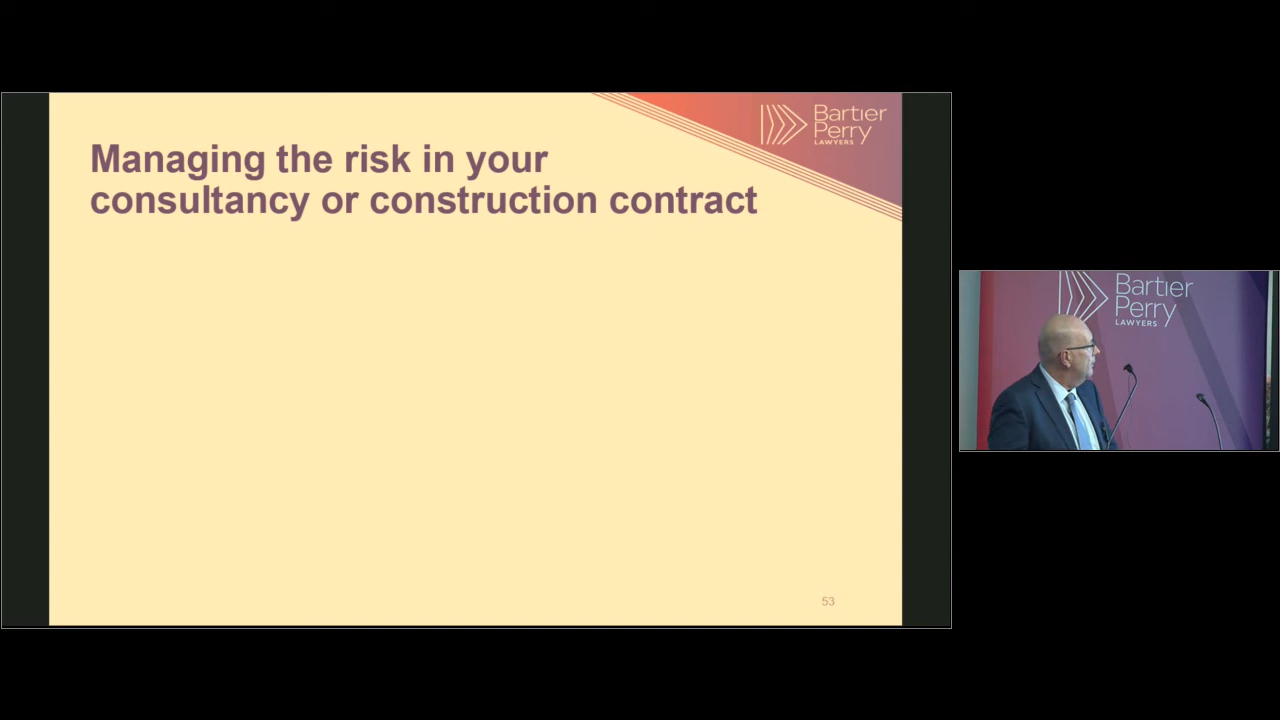 Bartier
Perry
LAWYERS
Managing the risk in your
consultancy or construction contract
53
Bartier
Perry
LAWYERS